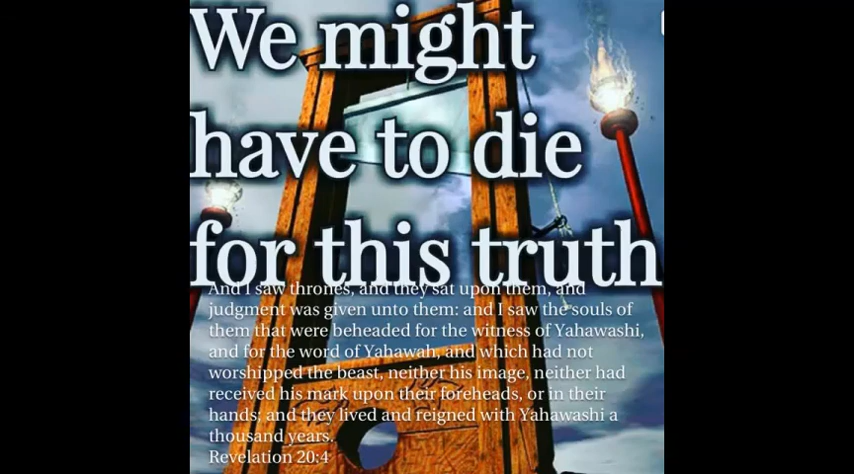 We might
have to die
for this truth
And I saw thrones, and they sat upon them, and
judgment was given unto them: and I saw the souls of
them that were beheaded for the witness of Yahawashi,
and for the word of Yahawah, and which had not
worshipped the beast, neither his image, neither had
received his mark upon their foreheads, or in their
hands; and they lived and reigned with Yahawashi a
thousand years.
Revelation 20:4